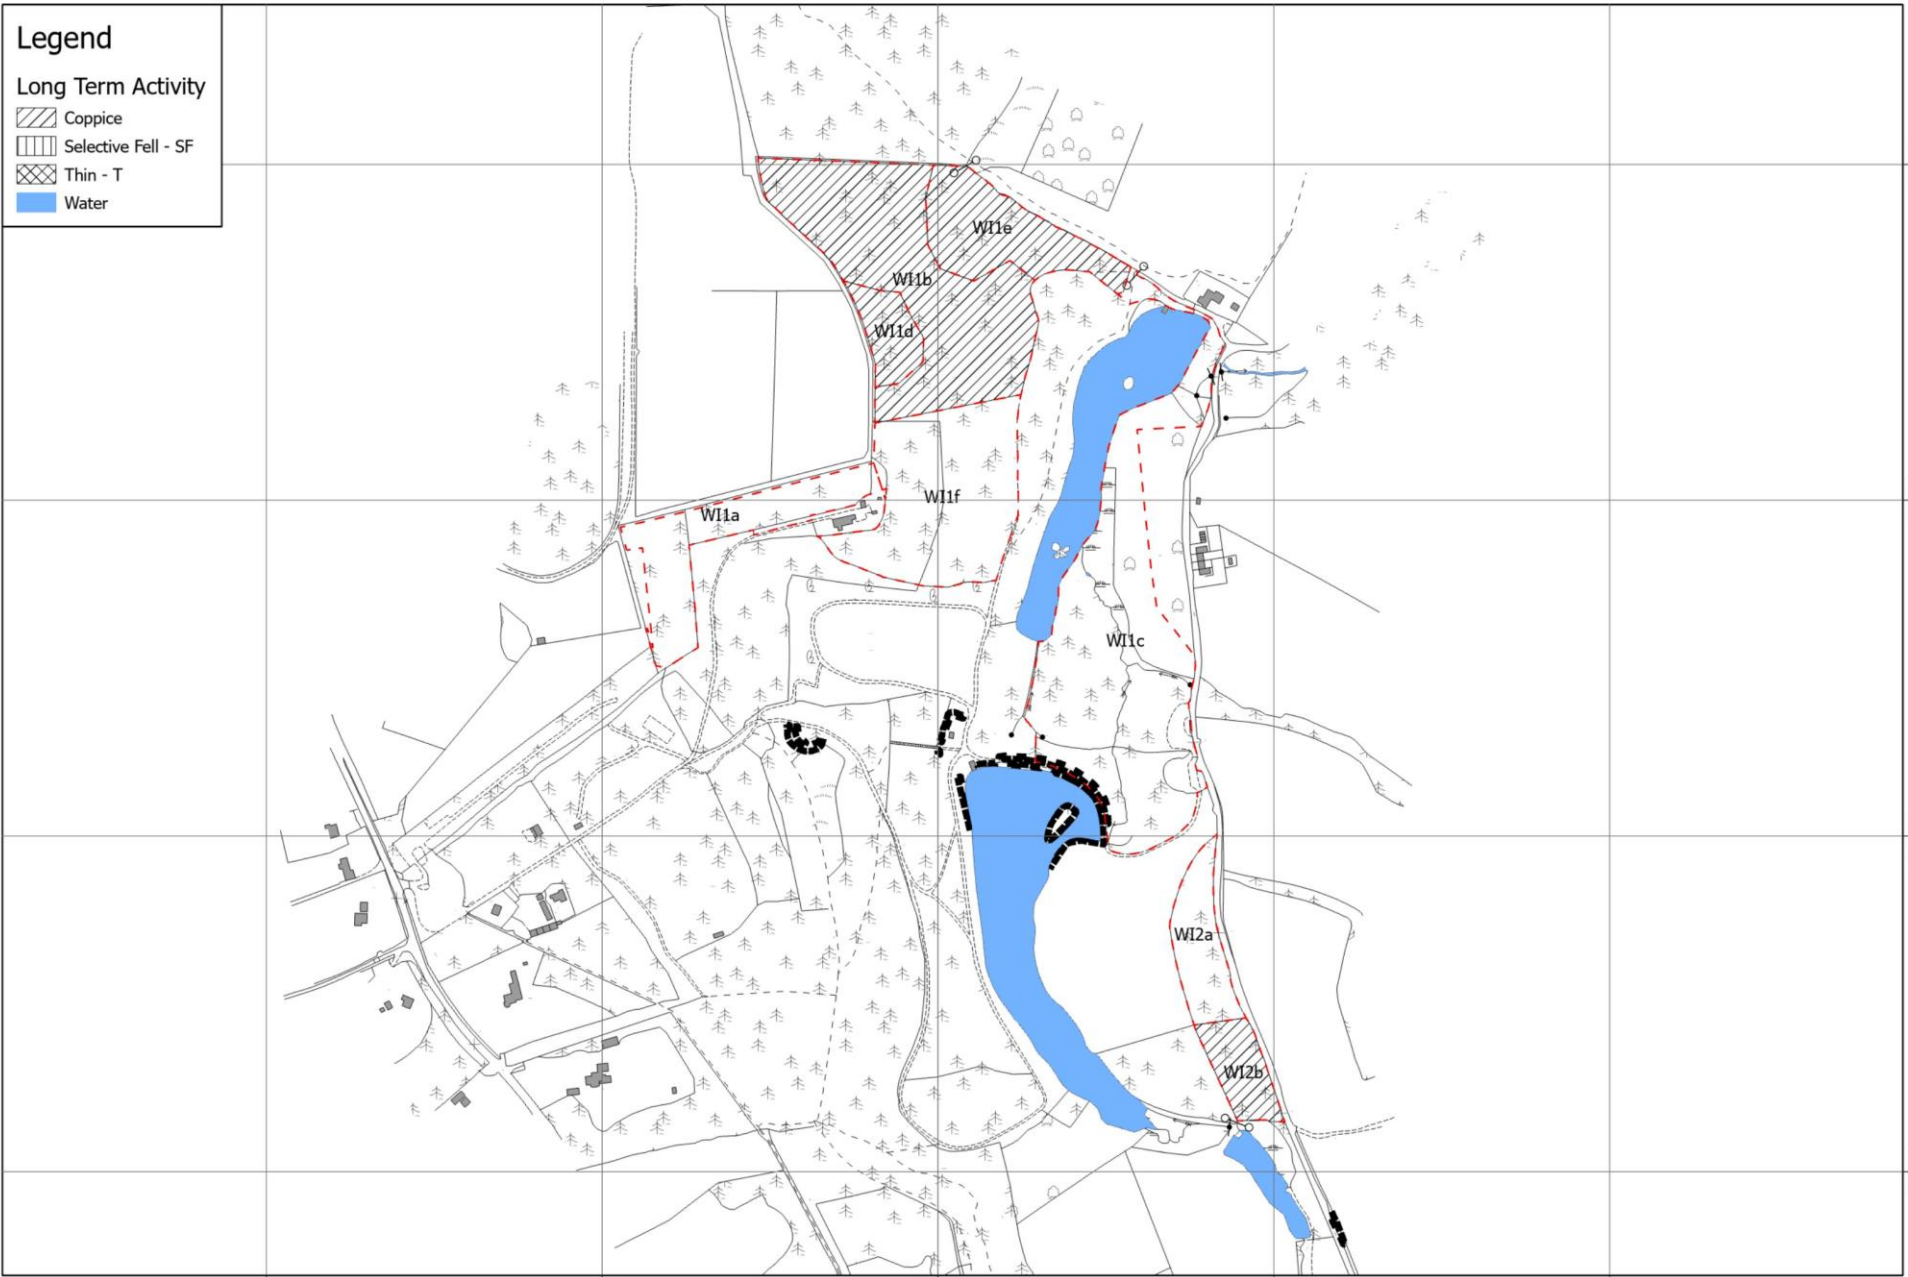 Legend
Long Term Activity
Coppice
Selective Fell - SF
Thin - T
Water
WI1e
WI1b
WI1d
WI1f
WI1a
WI1c
WI2a
WI2b